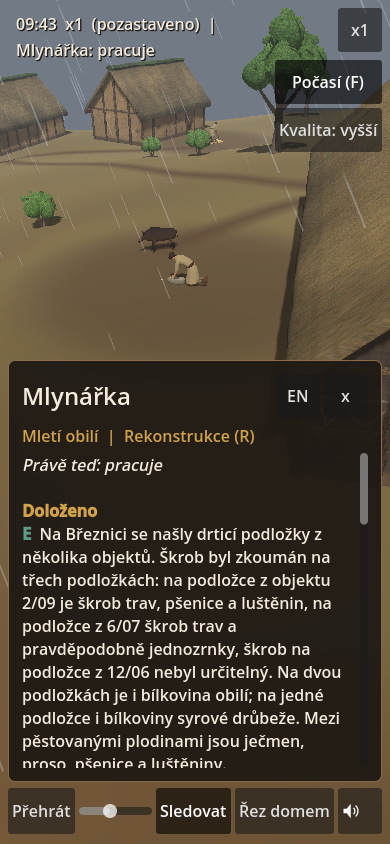 09:43 x1 (pozastaveno) |
Mlynářka: pracuje
x1
Počasí (F)
Kvalita: vyšší
Mlynářka
EN
x
Mletí obilí | Rekonstrukce (R)
Právě teď: pracuje
Doloženo
E Na Březnici se našly drticí podložky z
několika objektů. Škrob byl zkoumán na
třech podložkách: na podložce z objektu
2/09 je škrob trav, pšenice a luštěnin, na
podložce z 6/07 škrob trav a
pravděpodobně jednozrnky, škrob na
podložce z 12/06 nebyl určitelný. Na dvou
podložkách je i bílkovina obilí; na jedné
podložce i bílkoviny syrové drůbeže. Mezi
pěstovanými plodinami jsou ječmen,
proso, pšenice a luštěniny.
Přehrát
Sledovat
Řez domem